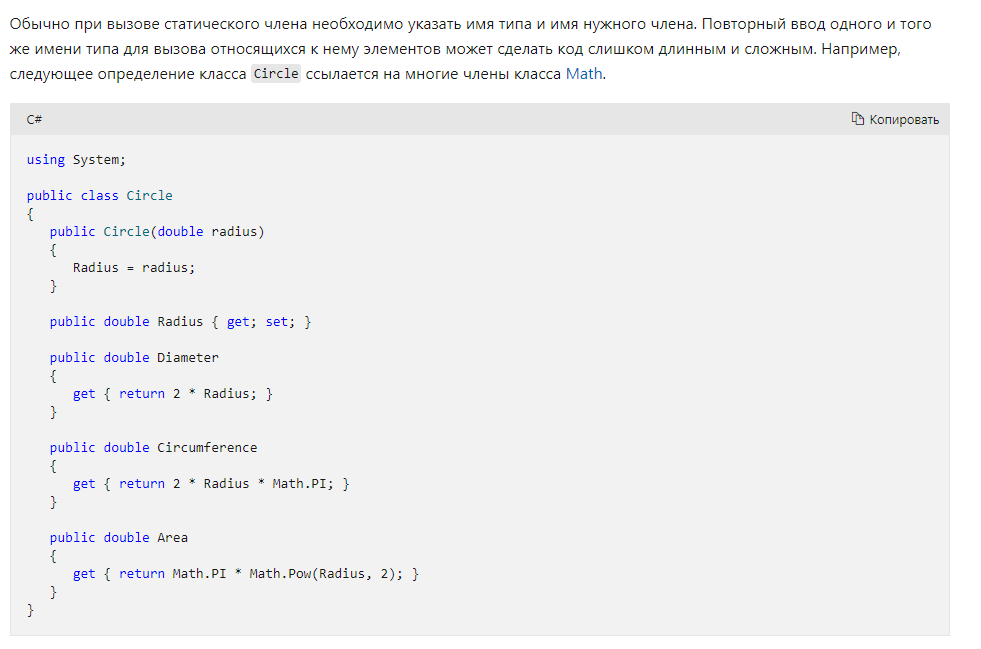 Обычно при вызове статического члена необходимо указать имя типа и имя нужного члена. Повторный ввод одного и того
же имени типа для вызова относящихся к нему элементов может сделать код слишком длинным и сложным. Например,
следующее определение класса Circle ссылается на многие члены класса Math.
C# Копировать
using System;
public class Circle
{
public Circle(double radius)
{
Radius = radius;
}
public double Radius { get; set; }
public double Diameter
{
get { return 2 * Radius; }
}
public double Circumference
{
get { return 2 * Radius * Math.PI; }
}
public double Area
{
get { return Math.PI * Math.Pow(Radius, 2); }
}
}